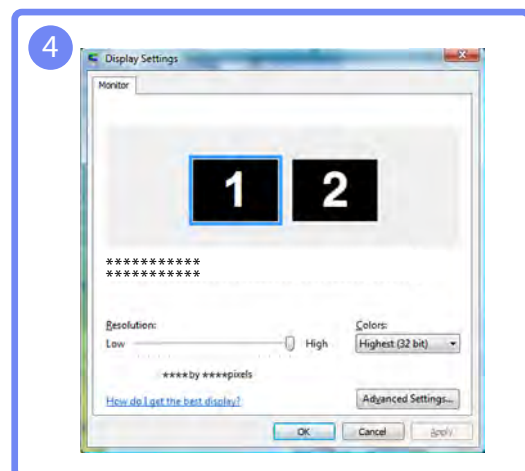 4
Display Settings
Monitor
1 2
***********
***********
Resolution:
Colors:
Low High Highest (32 bit)
****by ****pixels
How do I get the best display?
Advanced Settings...
OK Cancel Apply